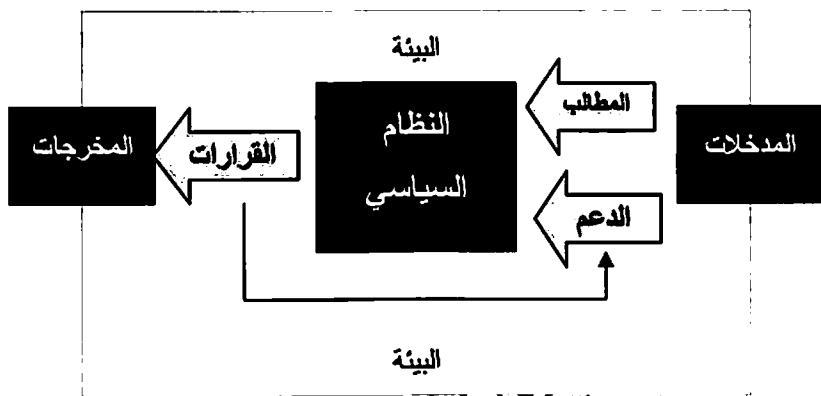 البيئة
المدخلات
المطالب
الدعم
النظام
السياسي
القرارات
المخرجات
البيئة